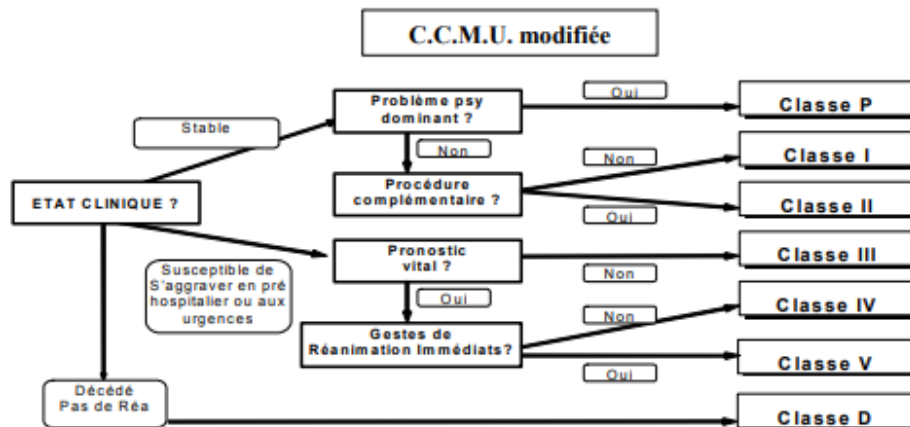 C.C.M.U. modifiée
Problème psy
dominant ?
Oui
Classe P
Stable
Non
Non
Classe I
ETAT CLINIQUE ?
Procédure
complémentaire ?
Oui
Classe II
Susceptible de
S'aggraver en pré
hospitalier ou aux
urgences
Pronostic
vital ?
Non
Classe III
Oui
Non
Classe IV
Gestes de
Réanimation Immédiats?
Oui
Classe V
Décédé
Pas de Réa
Classe D